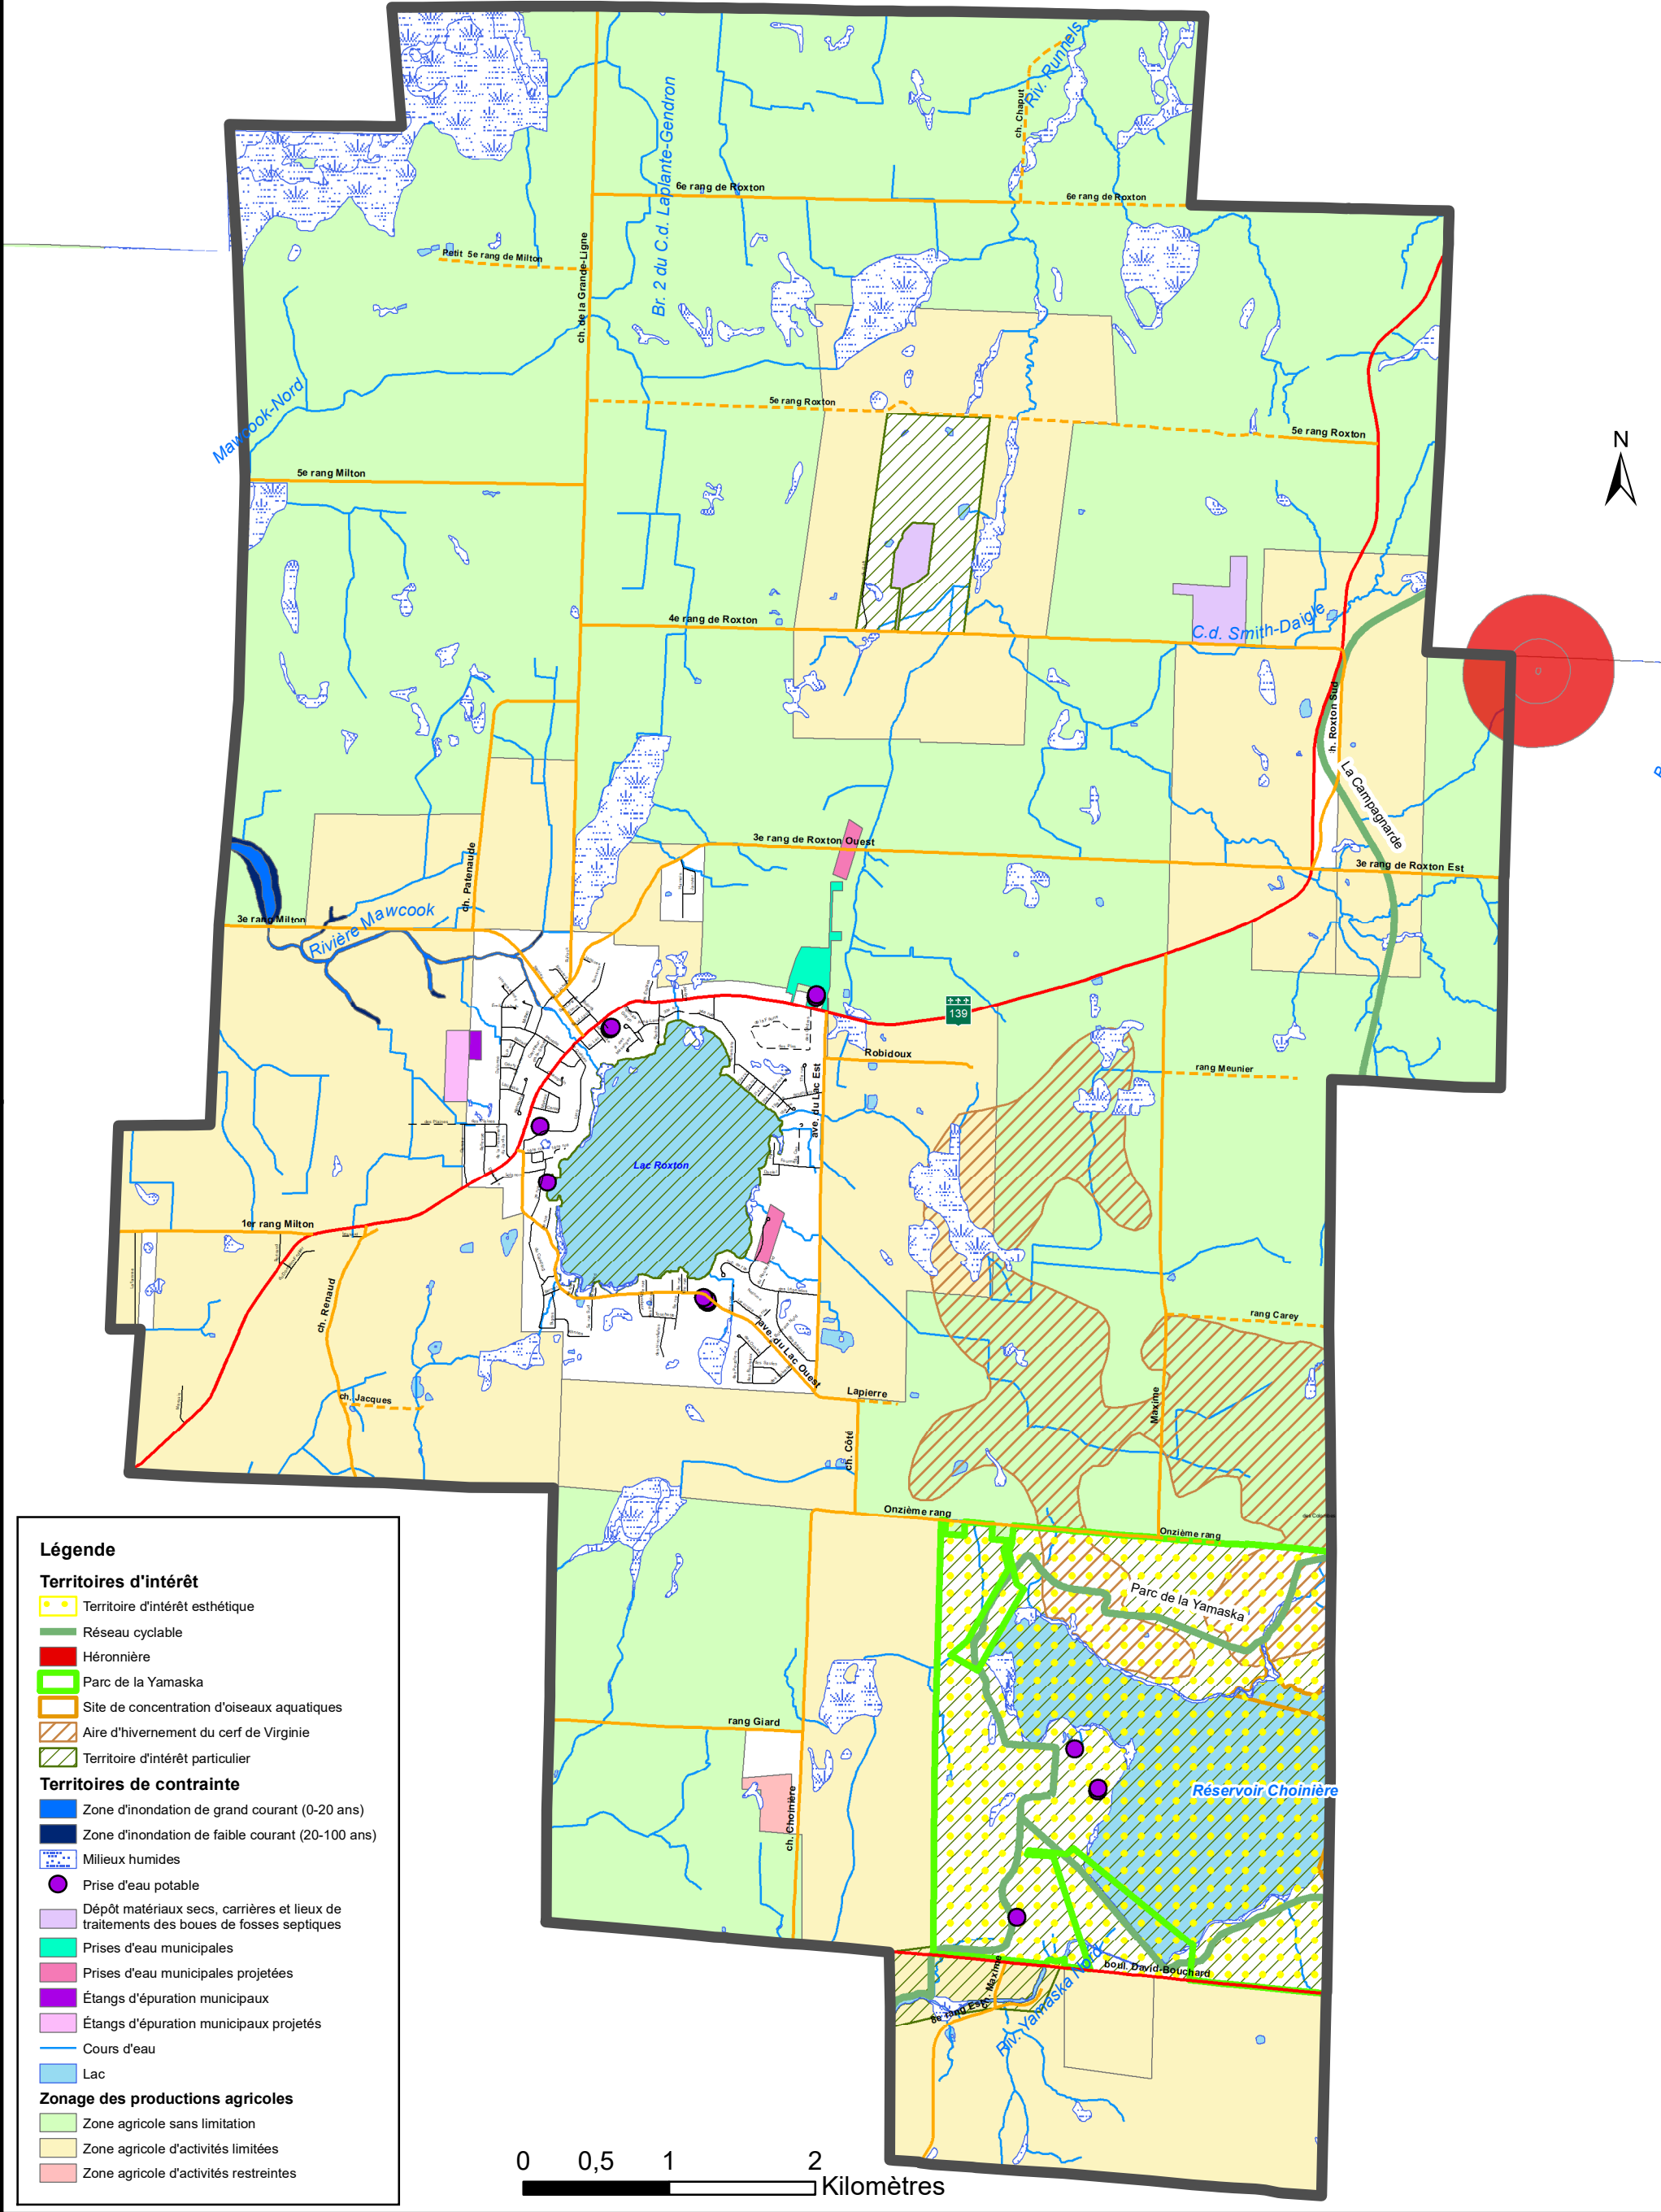 Riv. Runnels
ch. Chaput
Br. 2 du C.d. Laplante-Gendron
6e rang de Roxton
6e rang de Roxton
Petit 5e rang de Milton
ch. de la Grande-Ligne
Mawcook-Nord
5e rang Roxton
5e rang Roxton
N
5e rang Milton
4e rang de Roxton
C.d. Smith-Daigle
ch. Roxton Sud
La Campagnarde
3e rang de Roxton Ouest
3e rang de Roxton Est
ch. Patenaude
3e rang Milton
Rivière Mawcook
139
Robidoux
rang Meunier
ave. du Lac Est
Lac Roxton
1er rang Milton
ch. Renaud
rang Carey
ave. du Lac Ouest
Lapierre
ch. Jacques
Maxime
ch. Côté
Onzième rang
Onzième rang
Parc de la Yamaska
rang Giard
Réservoir Choinière
ch. Choinière
boul. David-Bouchard
ch. Maxime
8e rang Est
Riv. Yamaska Nord
Légende
Territoires d'intérêt
Territoire d'intérêt esthétique
Réseau cyclable
Héronnière
Parc de la Yamaska
Site de concentration d'oiseaux aquatiques
Aire d'hivernement du cerf de Virginie
Territoire d'intérêt particulier
Territoires de contrainte
Zone d'inondation de grand courant (0-20 ans)
Zone d'inondation de faible courant (20-100 ans)
Milieux humides
Prise d'eau potable
Dépôt matériaux secs, carrières et lieux de
traitements des boues de fosses septiques
Prises d'eau municipales
Prises d'eau municipales projetées
Étangs d'épuration municipaux
Étangs d'épuration municipaux projetés
Cours d'eau
Lac
Zonage des productions agricoles
Zone agricole sans limitation
Zone agricole d'activités limitées
Zone agricole d'activités restreintes
0 0,5 1 2
Kilomètres